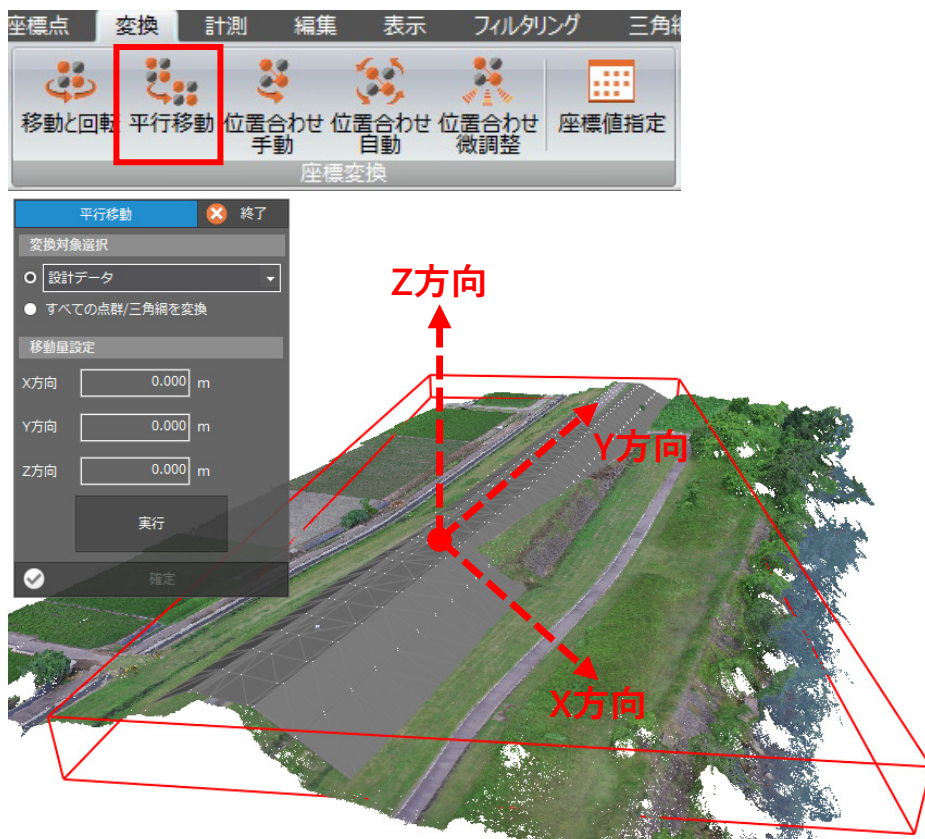 座標点 変換 計測 編集 表示 フィルタリング 三角網
移動と回転 平行移動 位置合わせ 位置合わせ 位置合わせ 座標値指定
手動 自動 微調整
座標変換
平行移動 終了
変換対象選択
設計データ
すべての点群/三角網を変換
移動量設定
X方向 0.000 m
Y方向 0.000 m
Z方向 0.000 m
実行
確定
Z方向
Y方向
X方向